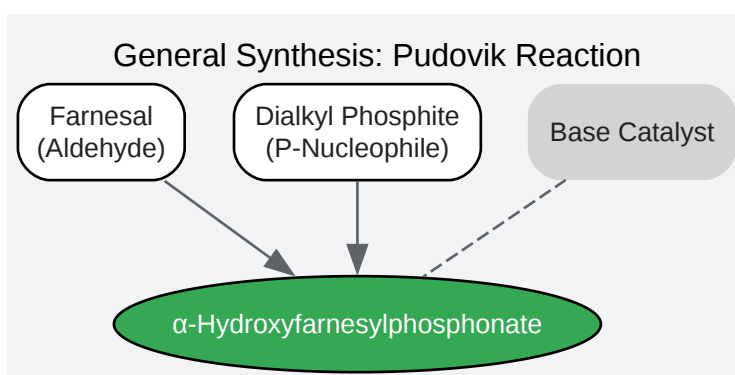 General Synthesis: Pudovik Reaction
Farnesal
(Aldehyde)
Dialkyl Phosphite
(P-Nucleophile)
Base Catalyst
α-Hydroxyfarnesylphosphonate